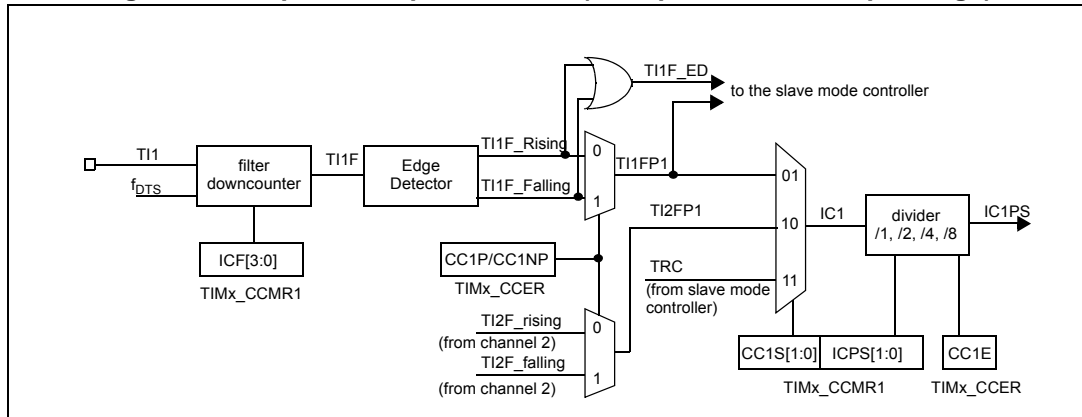 TI1F_ED
to the slave mode controller
TI1
f_DTS
filter
downcounter
TI1F
Edge
Detector
TI1F_Rising
TI1F_Falling
0
1
TI1FP1
TI2FP1
01
10
11
IC1
divider
/1, /2, /4, /8
IC1PS
ICF[3:0]
TIMx_CCMR1
CC1P/CC1NP
TIMx_CCER
TRC
(from slave mode
controller)
TI2F_rising
(from channel 2)
TI2F_falling
(from channel 2)
0
1
CC1S[1:0]
ICPS[1:0]
CC1E
TIMx_CCMR1
TIMx_CCER